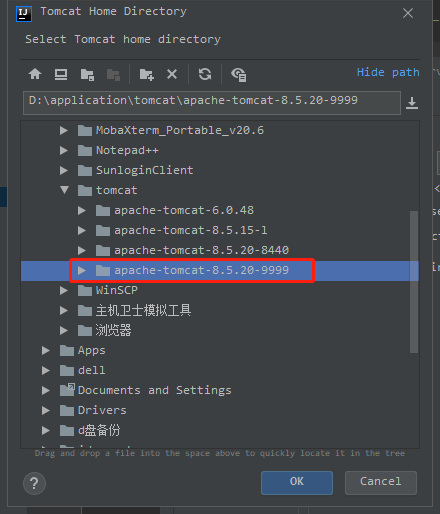 Tomcat Home Directory
Select Tomcat home directory
Hide path
D:\application\tomcat\apache-tomcat-8.5.20-9999
MobaXterm_Portable_v20.6
Notepad++
SunloginClient
tomcat
apache-tomcat-6.0.48
apache-tomcat-8.5.15-l
apache-tomcat-8.5.20-8440
apache-tomcat-8.5.20-9999
WinSCP
主机卫士模拟工具
浏览器
Apps
dell
Documents and Settings
Drivers
d盘备份
Drag and drop a file into the space above to quickly locate it in the tree
?
OK
Cancel